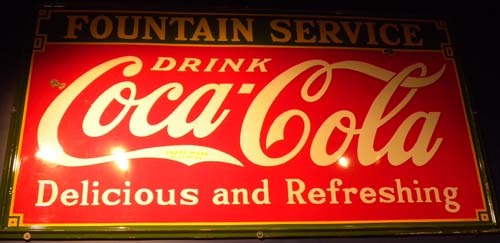 FOUNTAIN SERVICE
DRINK
Coca-Cola
Delicious and Refreshing